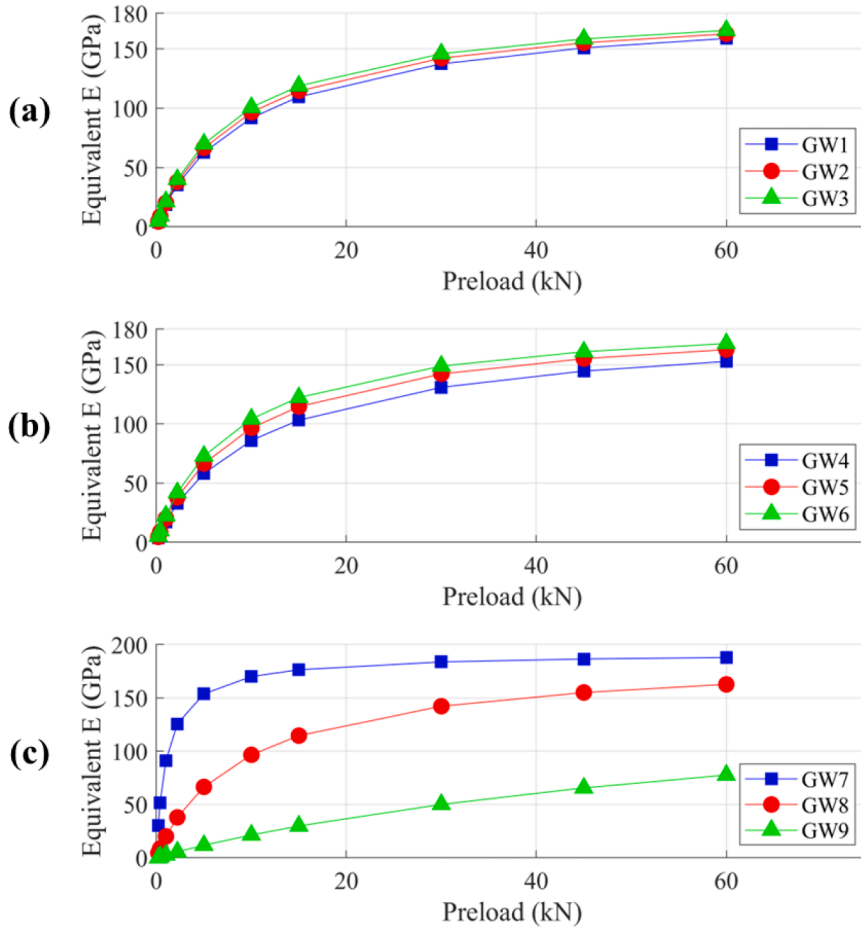 (a)
Equivalent E (GPa)
180
150
100
50
0
0 20 40 60
Preload (kN)
GW1
GW2
GW3
(b)
Equivalent E (GPa)
180
150
100
50
0
0 20 40 60
Preload (kN)
GW4
GW5
GW6
(c)
Equivalent E (GPa)
200
150
100
50
0
0 20 40 60
Preload (kN)
GW7
GW8
GW9